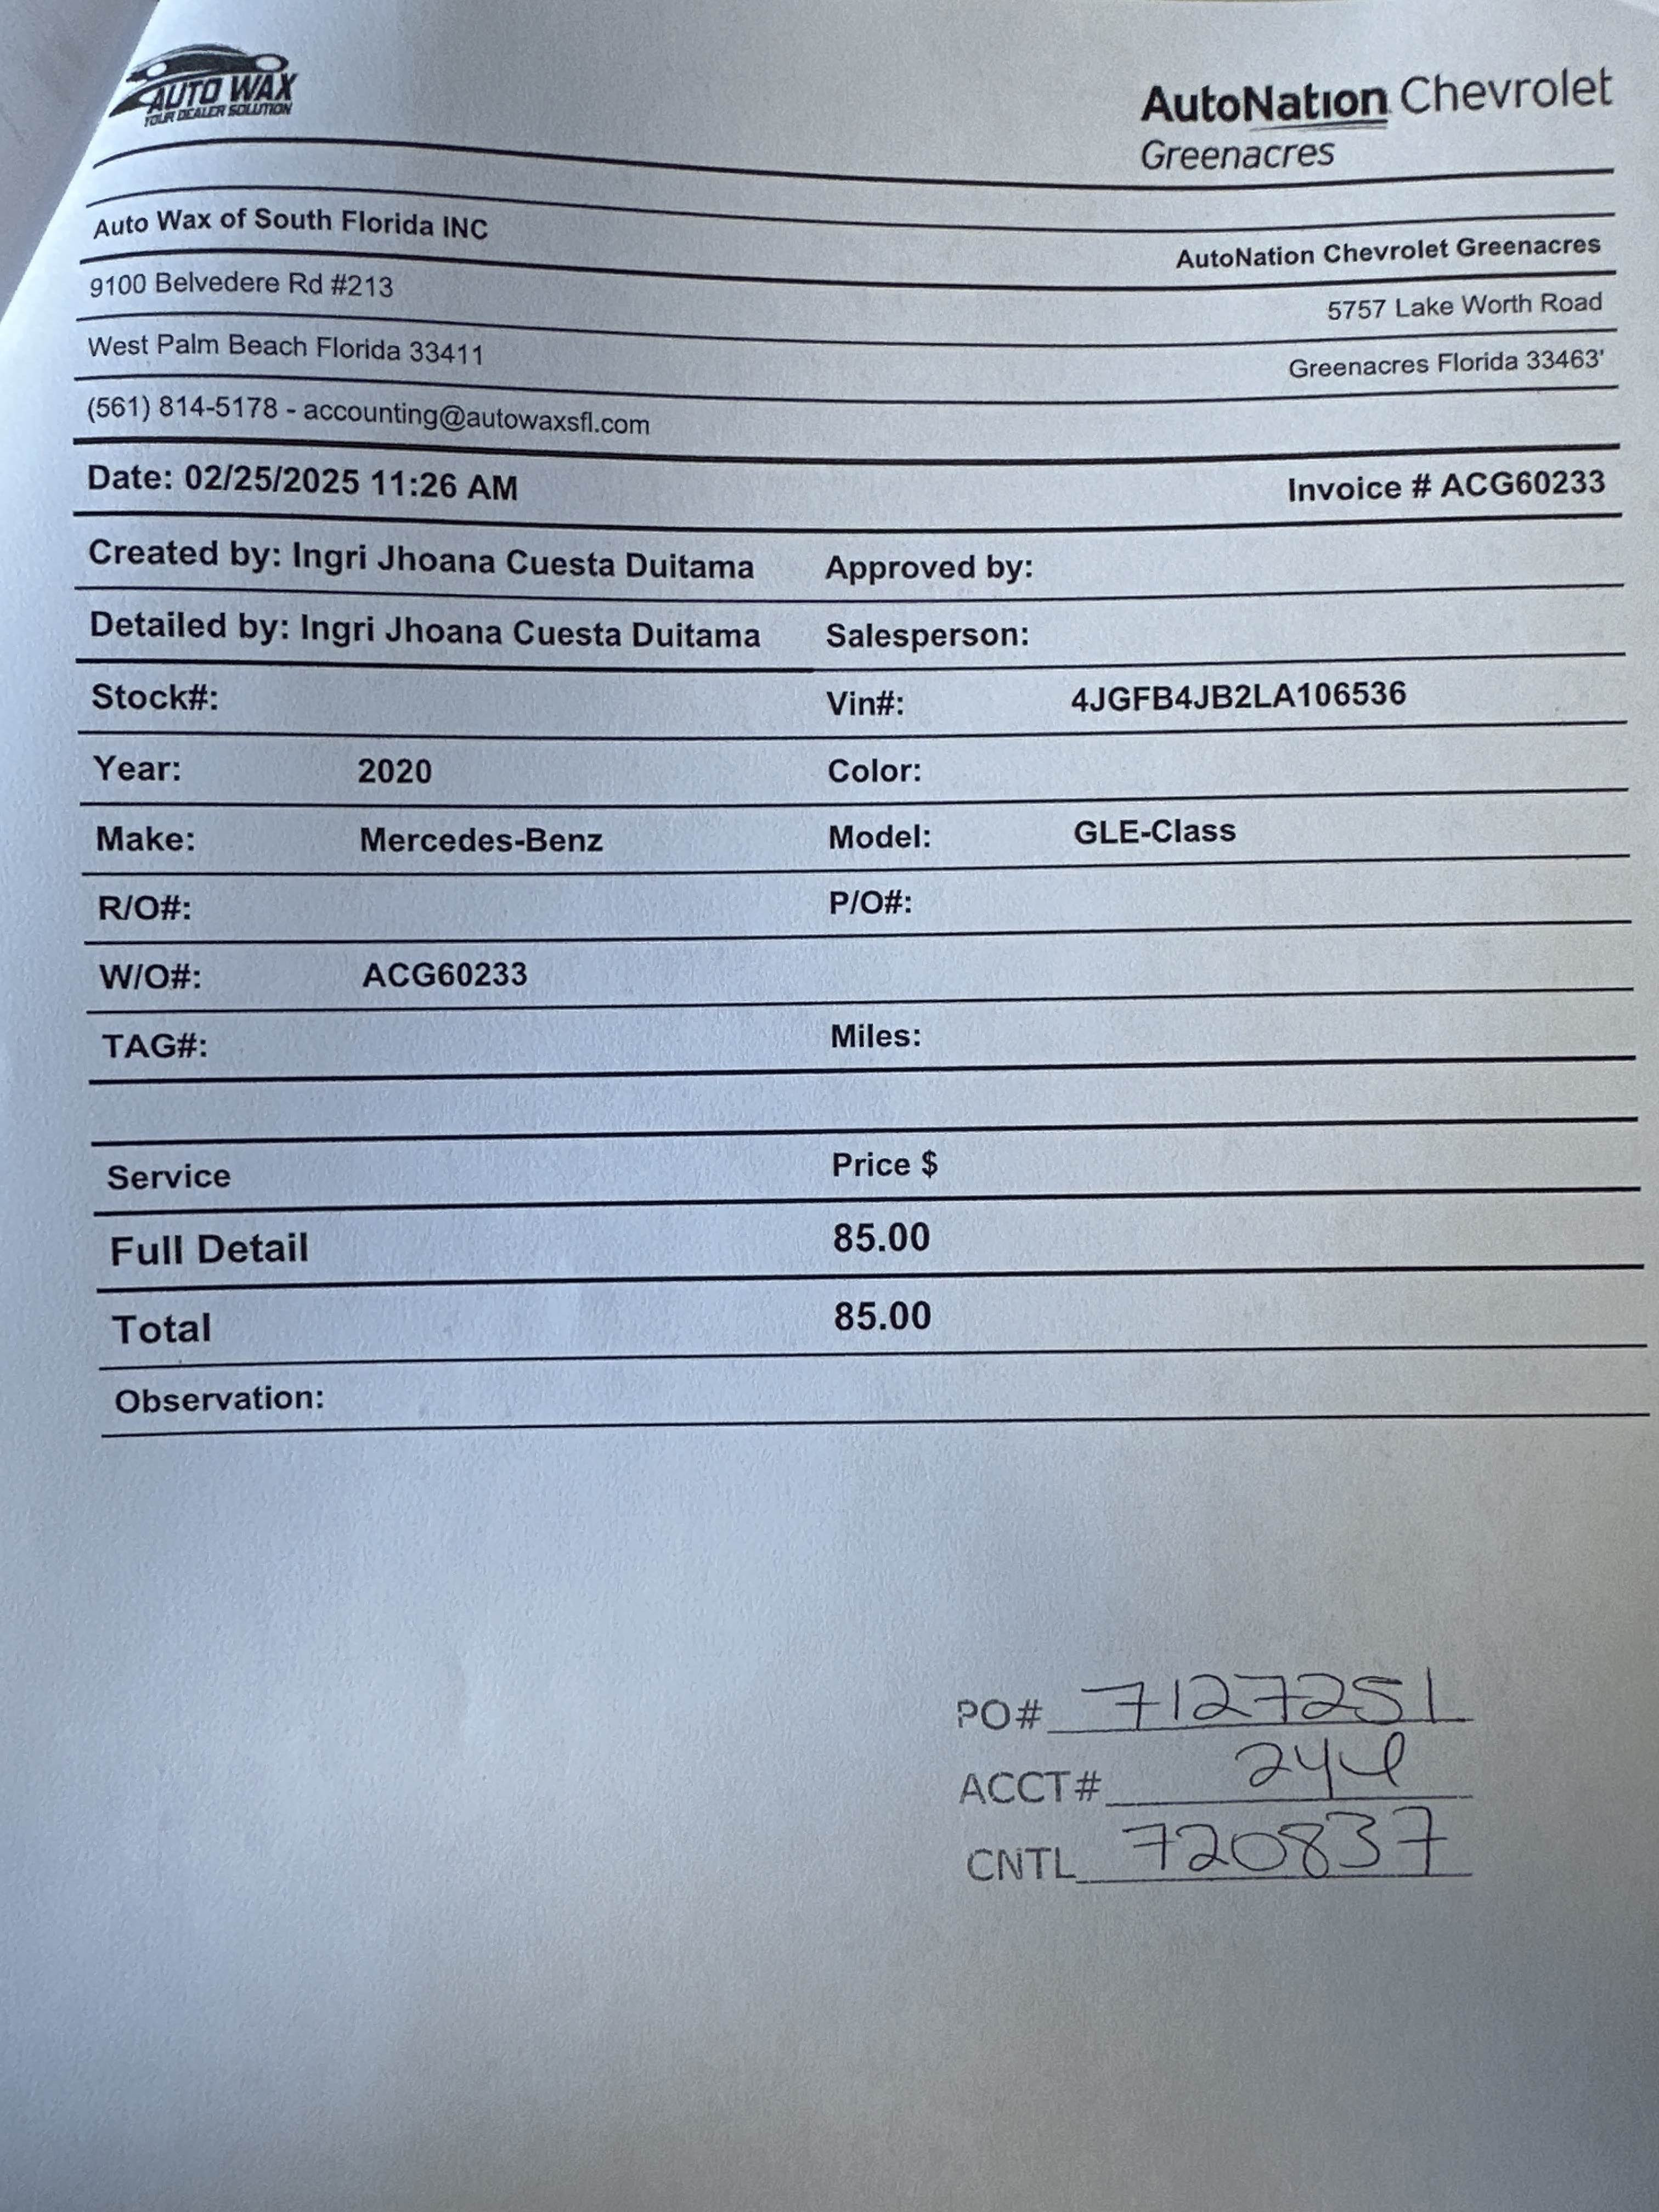 AUTO WAX
YOUR DEALER SOLUTION
AutoNation Chevrolet
Greenacres
Auto Wax of South Florida INC
AutoNation Chevrolet Greenacres
9100 Belvedere Rd #213
5757 Lake Worth Road
West Palm Beach Florida 33411
Greenacres Florida 33463'
(561) 814-5178 - accounting@autowaxsfl.com
Date: 02/25/2025 11:26 AM Invoice # ACG60233
Created by: Ingri Jhoana Cuesta Duitama Approved by:
Detailed by: Ingri Jhoana Cuesta Duitama Salesperson:
Stock#: Vin#: 4JGFB4JB2LA106536
Year: 2020 Color:
Make: Mercedes-Benz Model: GLE-Class
R/O#: P/O#:
W/O#: ACG60233
TAG#: Miles:
Service Price $
Full Detail 85.00
Total 85.00
Observation:
PO# 7127251
ACCT#
CNTL 720837